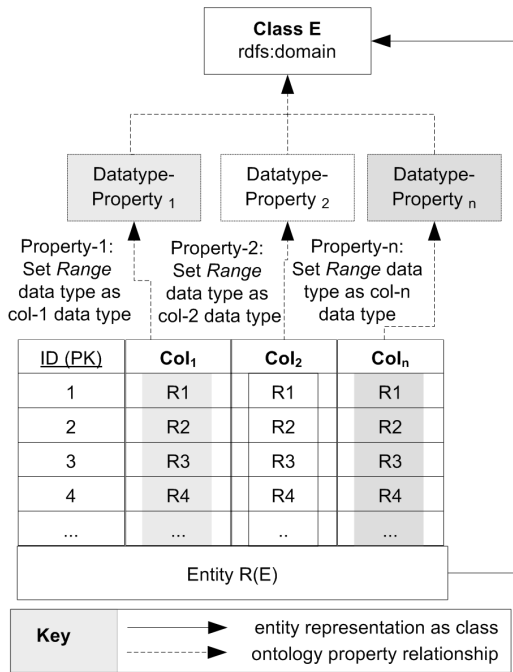 Class E
rdfs:domain
Datatype-
Property 1
Datatype-
Property 2
Datatype-
Property n
Property-1:
Set Range
data type as
col-1 data type
Property-2:
Set Range
data type as
col-2 data type
Property-n:
Set Range data
type as col-n
data type
ID (PK) Col1 Col2 Coln
1 R1 R1 R1
2 R2 R2 R2
3 R3 R3 R3
4 R4 R4 R4
... ... .. ...
Entity R(E)
Key
entity representation as class
ontology property relationship